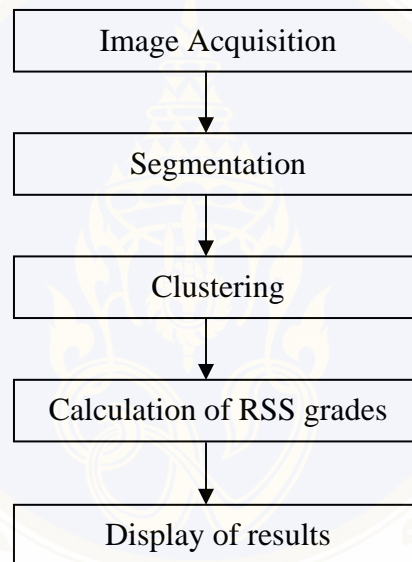 Image Acquisition
Segmentation
Clustering
Calculation of RSS grades
Display of results